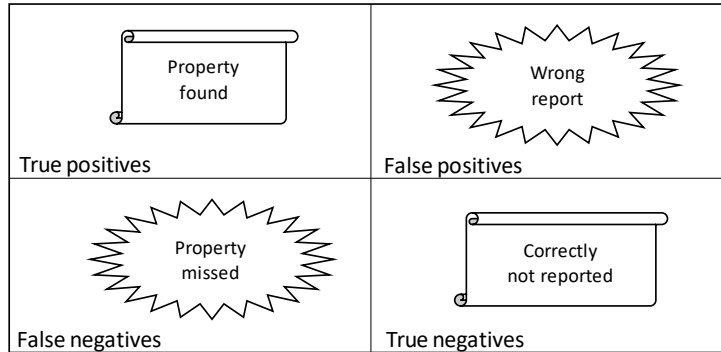 Property
found
True positives
Wrong
report
False positives
Property
missed
False negatives
Correctly
not reported
True negatives